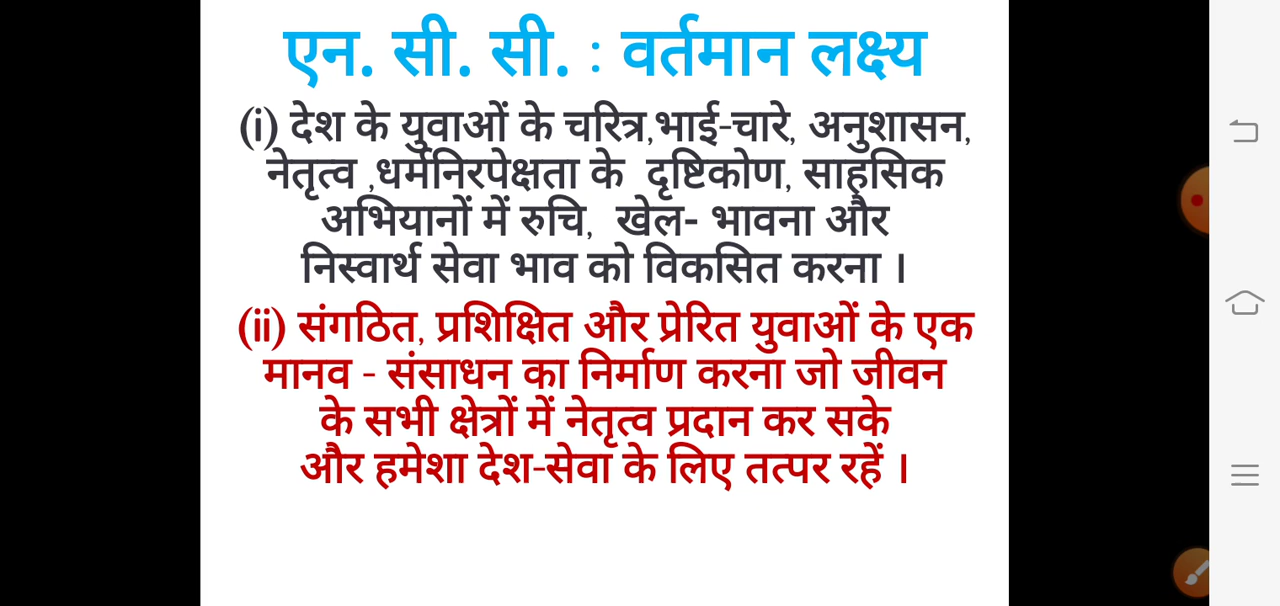 एन. सी. सी. : वर्तमान लक्ष्य
(i) देश के युवाओं के चरित्र,भाई-चारे, अनुशासन,
नेतृत्व ,धर्मनिरपेक्षता के दृष्टिकोण, साहसिक
अभियानों में रुचि, खेल- भावना और
निस्वार्थ सेवा भाव को विकसित करना ।
(ii) संगठित, प्रशिक्षित और प्रेरित युवाओं के एक
मानव - संसाधन का निर्माण करना जो जीवन
के सभी क्षेत्रों में नेतृत्व प्रदान कर सके
और हमेशा देश-सेवा के लिए तत्पर रहें ।